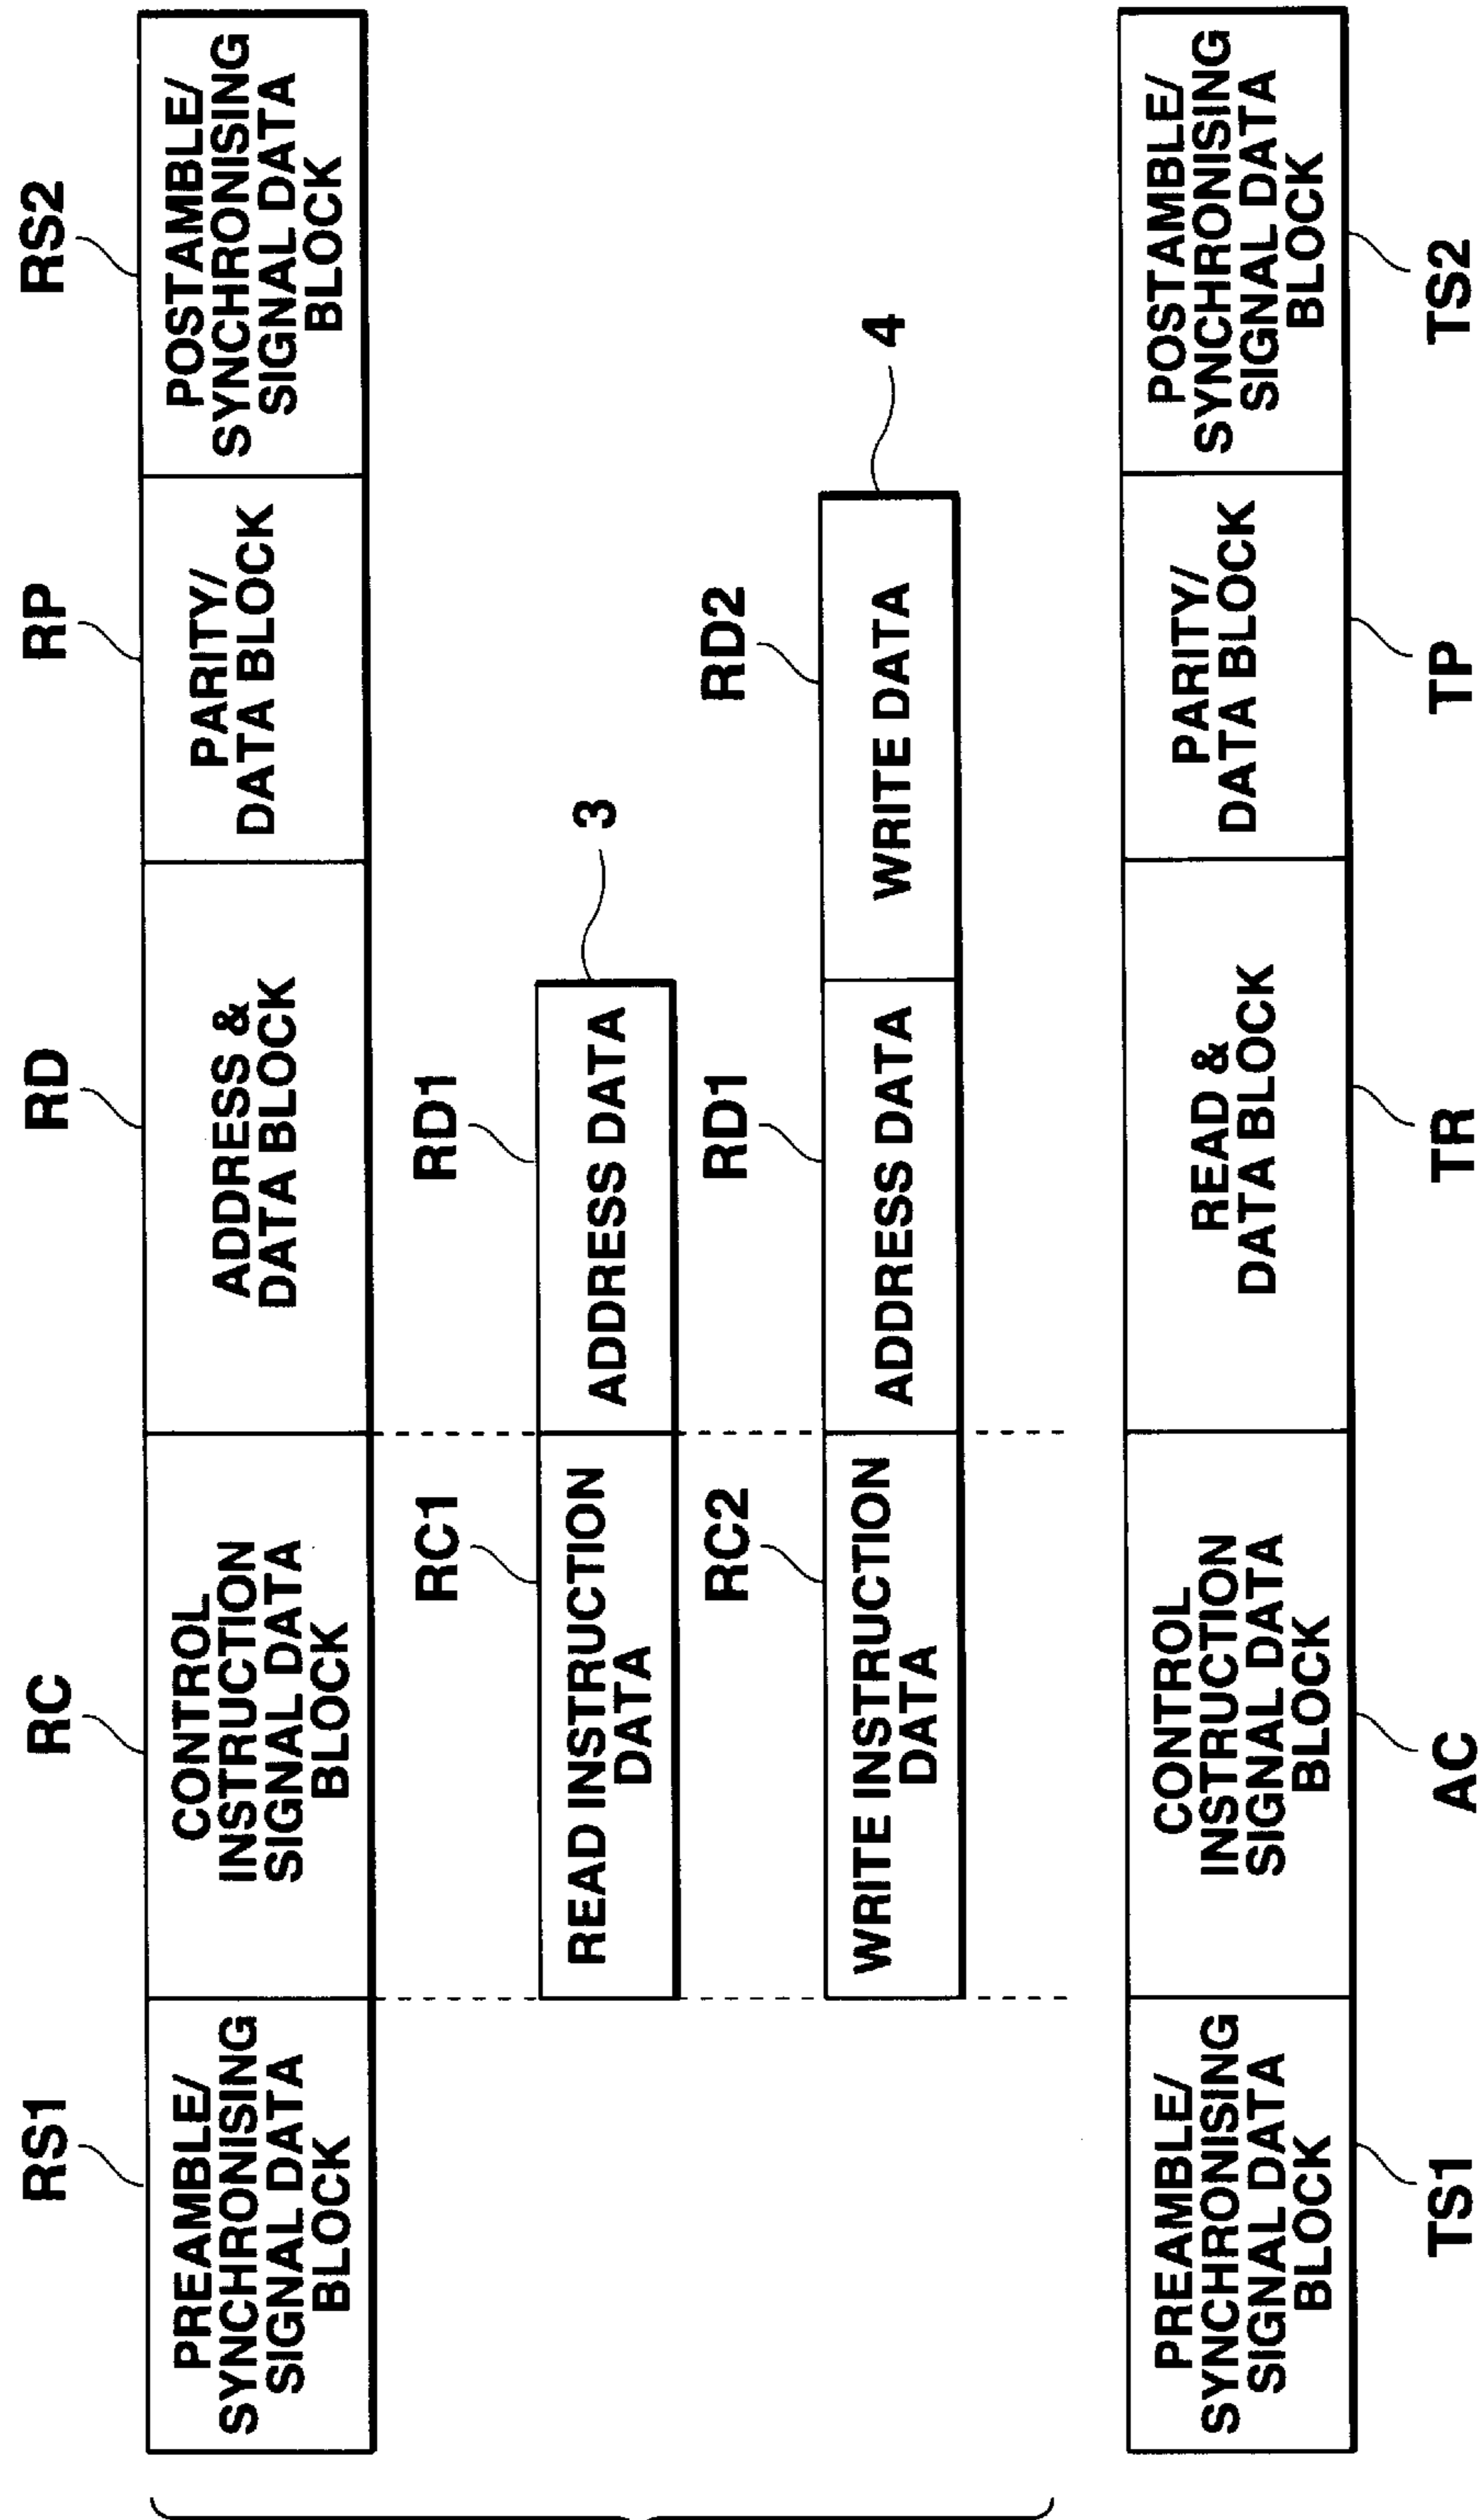 RS1
RC
RD
RP
RS2
PREAMBLE/
SYNCHRONISING
SIGNAL DATA
BLOCK
CONTROL
INSTRUCTION
SIGNAL DATA
BLOCK
ADDRESS &
DATA BLOCK
PARITY/
DATA BLOCK
POSTAMBLE/
SYNCHRONISING
SIGNAL DATA
BLOCK
RC1
RD1
3
READ INSTRUCTION
DATA
ADDRESS DATA
RC2
RD1
RD2
4
WRITE INSTRUCTION
DATA
ADDRESS DATA
WRITE DATA
PREAMBLE/
SYNCHRONISING
SIGNAL DATA
BLOCK
CONTROL
INSTRUCTION
SIGNAL DATA
BLOCK
READ &
DATA BLOCK
PARITY/
DATA BLOCK
POSTAMBLE/
SYNCHRONISING
SIGNAL DATA
BLOCK
TS1
AC
TR
TP
TS2